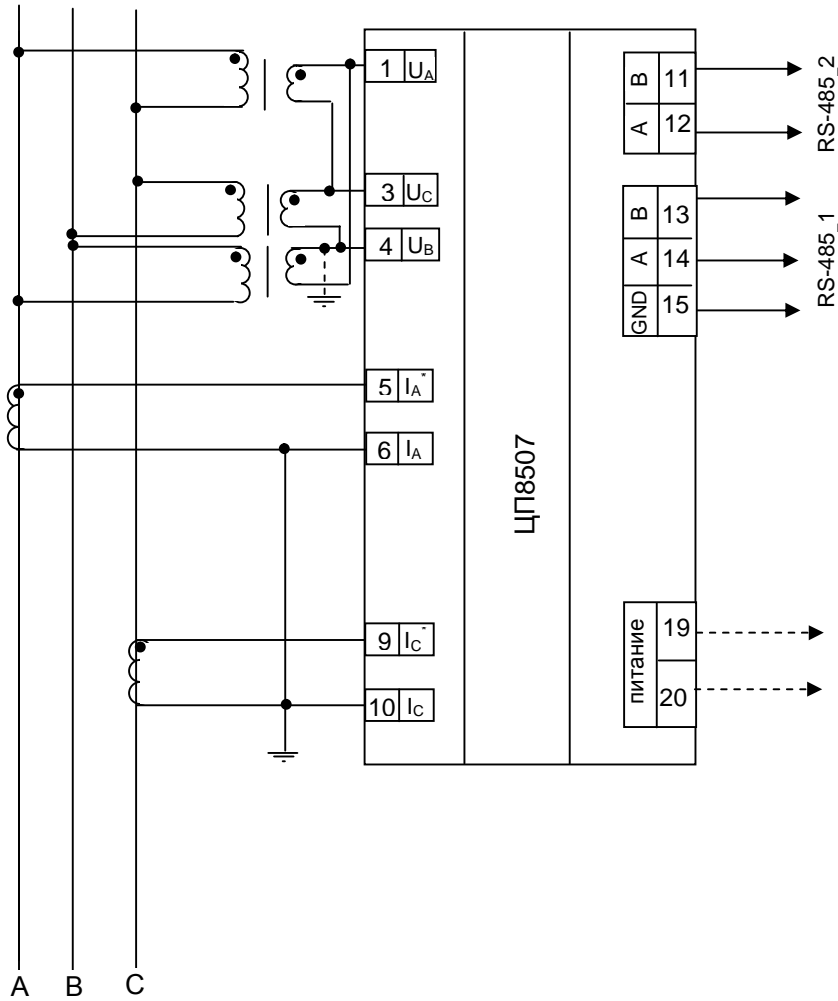 1 UA
3 UC
4 UB
5 IA*
6 IA
9 IC*
10 IC
ЦП8507
B 11
A 12
RS-485_2
B 13
A 14
GND 15
RS-485_1
питание
19
20
A B C